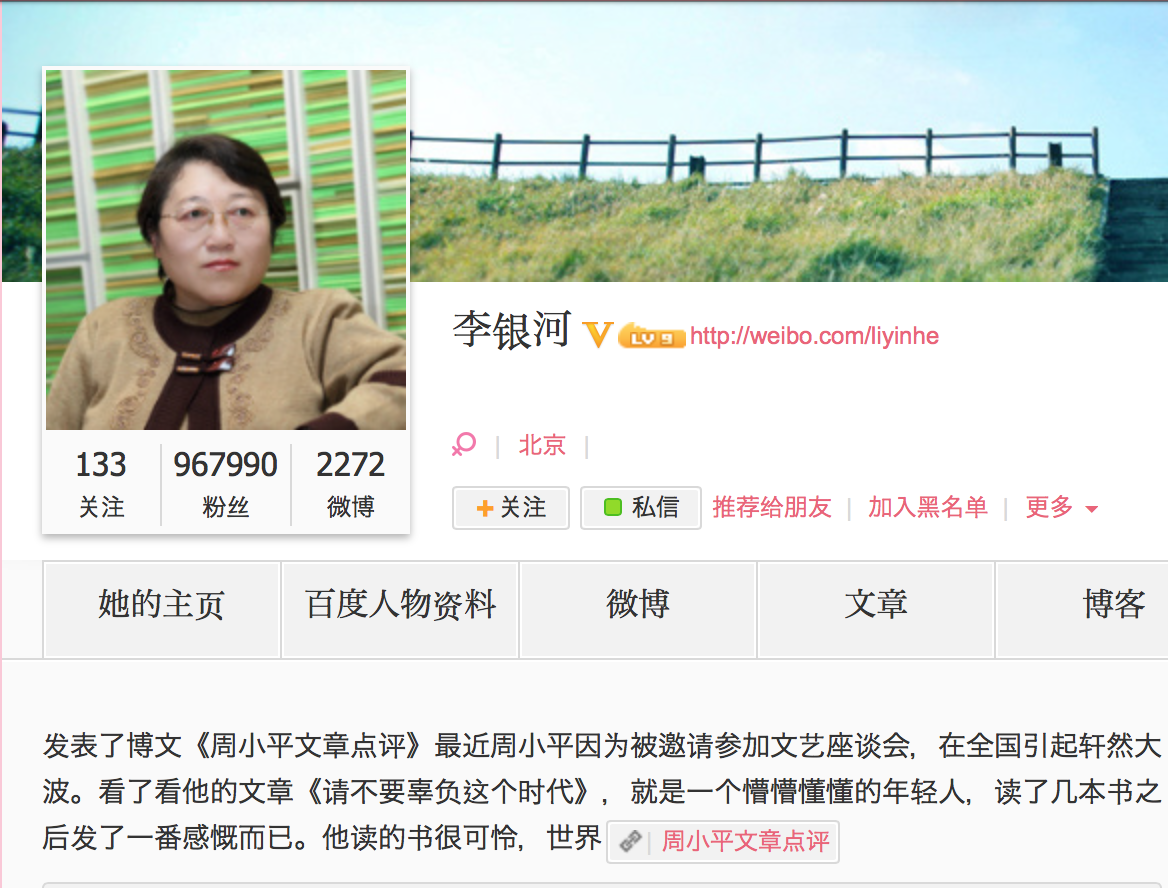 李银河 V LV 9 http://weibo.com/liyinhe
北京
133 967990 2272
关注 粉丝 微博
+关注 私信 推荐给朋友 加入黑名单 更多
她的主页 百度人物资料 微博 文章 博客
发表了博文《周小平文章点评》最近周小平因为被邀请参加文艺座谈会，在全国引起轩然大
波。看了看他的文章《请不要辜负这个时代》，就是一个懵懵懂懂的年轻人，读了几本书之
后发了一番感慨而已。他读的书很可怜，世界 周小平文章点评